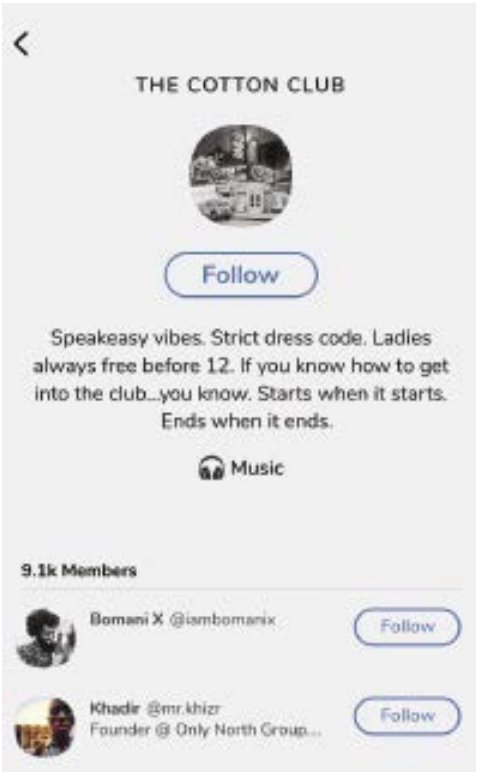 THE COTTON CLUB
Follow
Speakeasy vibes. Strict dress code. Ladies
always free before 12. If you know how to get
into the club...you know. Starts when it starts.
Ends when it ends.
Music
9.1k Members
Bomani X @iambomanix
Follow
Khadir @mr.khizr
Founder @ Only North Group...
Follow